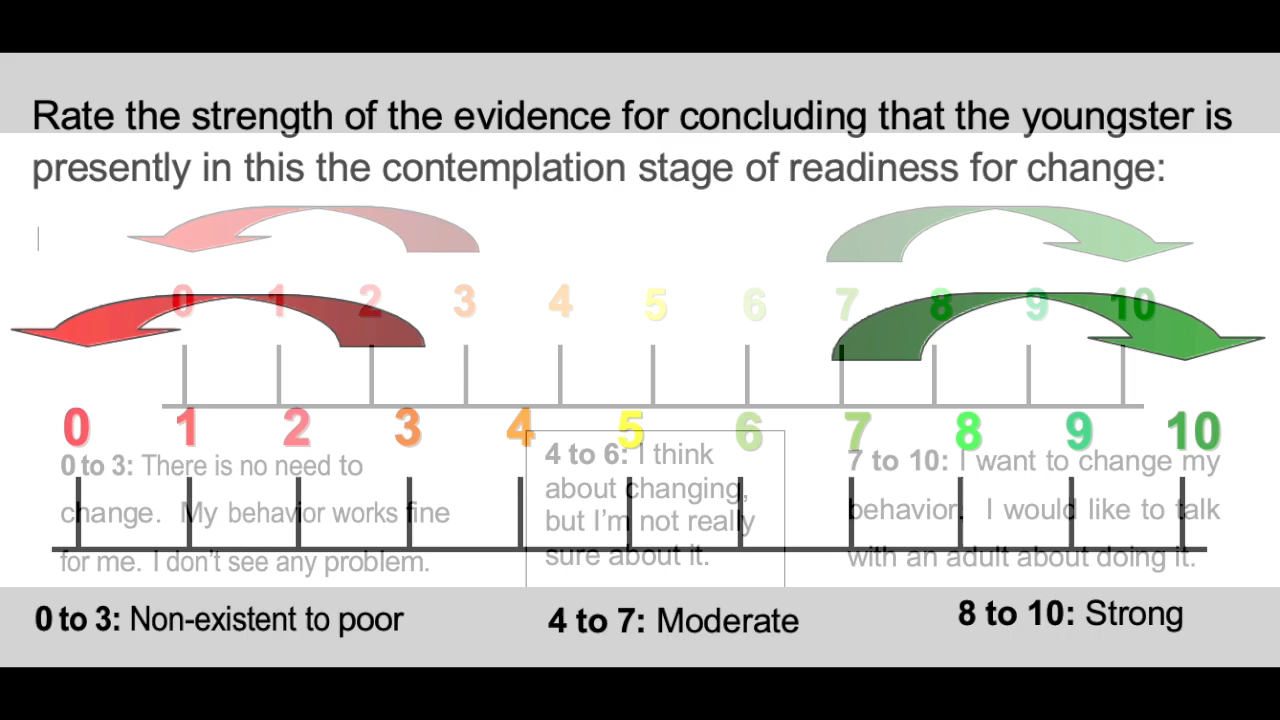 Rate the strength of the evidence for concluding that the youngster is
presently in this the contemplation stage of readiness for change:
0 1 2 3 4 5 6 7 8 9 10
0 1 2 3 4 5 6 7 8 9 10
0 to 3: There is no need to
change. My behavior works fine
for me. I don't see any problem.
4 to 6: I think
about changing,
but I'm not really
sure about it.
7 to 10: I want to change my
behavior. I would like to talk
with an adult about doing it.
0 to 3: Non-existent to poor
4 to 7: Moderate
8 to 10: Strong